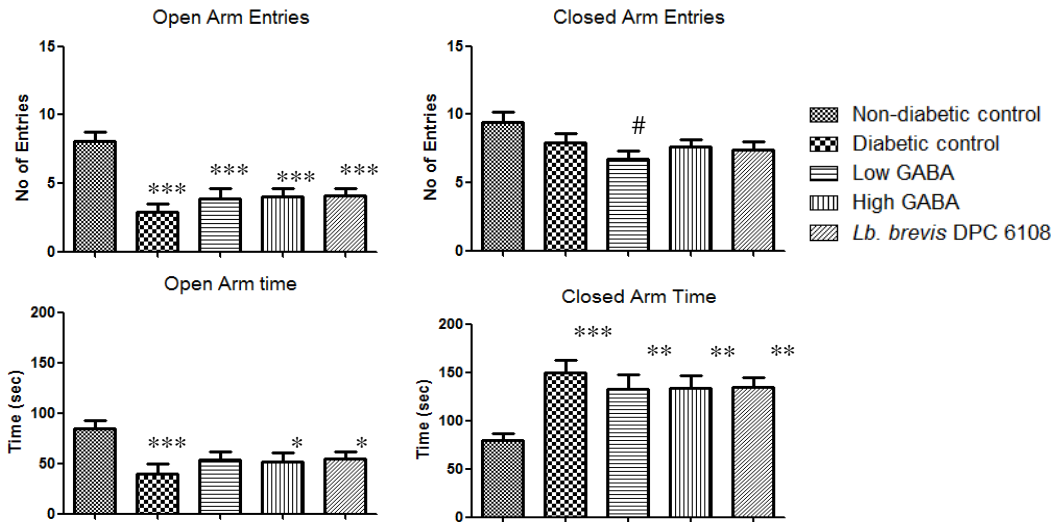 Open Arm Entries
15
10
5
0
No of Entries
***
***
***
***
Closed Arm Entries
15
10
5
0
No of Entries
#
Non-diabetic control
Diabetic control
Low GABA
High GABA
Lb. brevis DPC 6108
Open Arm time
200
150
100
50
0
Time (sec)
***
*
*
Closed Arm Time
200
150
100
50
0
Time (sec)
***
**
**
**